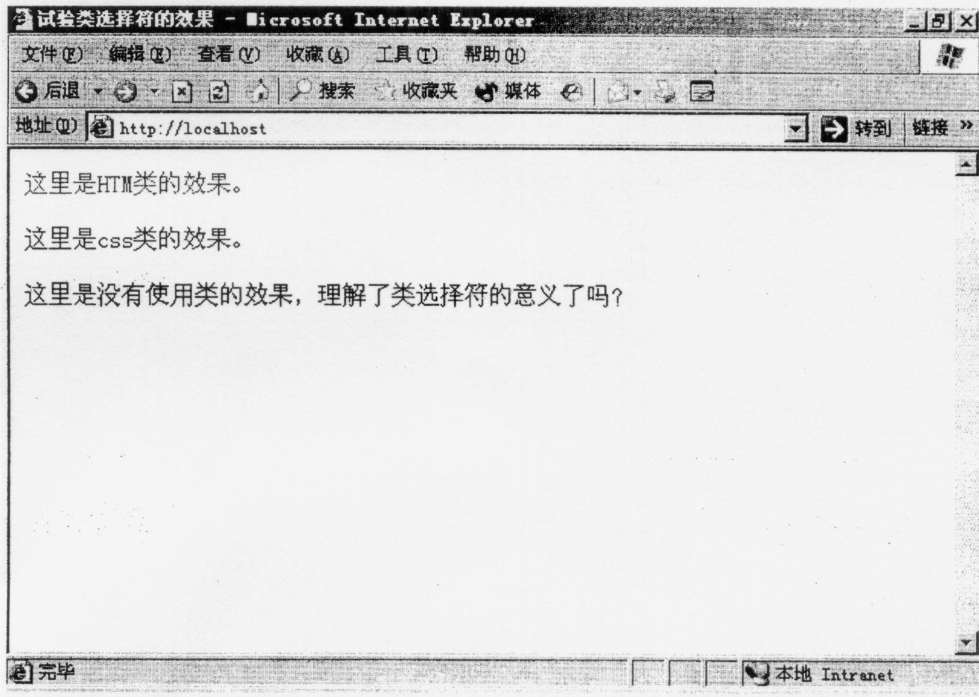 试验类选择符的效果 - Microsoft Internet Explorer
文件(F) 编辑(E) 查看(V) 收藏(A) 工具(T) 帮助(H)
后退 搜索 收藏夹 媒体
地址(D) http://localhost 转到 链接 »
这里是HTM类的效果。
这里是css类的效果。
这里是没有使用类的效果，理解了类选择符的意义了吗?
完毕 本地 Intranet